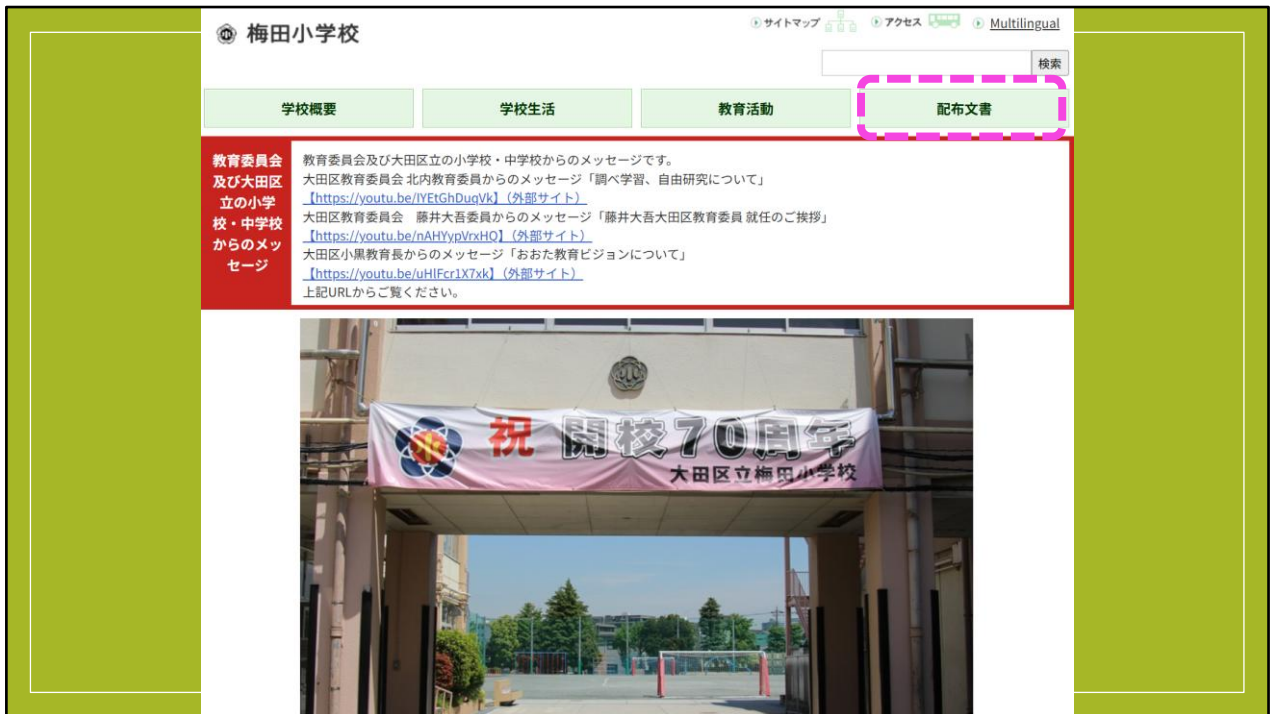 梅田小学校
サイトマップ
アクセス
Multilingual
検索
学校概要
学校生活
教育活動
配布文書
教育委員会
及び大田区
立の小学
校・中学校
からのメッ
セージ
教育委員会及び大田区立の小学校・中学校からのメッセージです。
大田区教育委員会 北内教育委員からのメッセージ「調べ学習、自由研究について」
【https://youtu.be/IYEtGhDuqVk】（外部サイト）
大田区教育委員会　藤井大吾委員からのメッセージ「藤井大吾大田区教育委員 就任のご挨拶」
【https://youtu.be/nAHYypVrxHQ】（外部サイト）
大田区小黒教育長からのメッセージ「おおた教育ビジョンについて」
【https://youtu.be/uHlFcr1X7xk】（外部サイト）
上記URLからご覧ください。
祝 開校70周年
大田区立梅田小学校